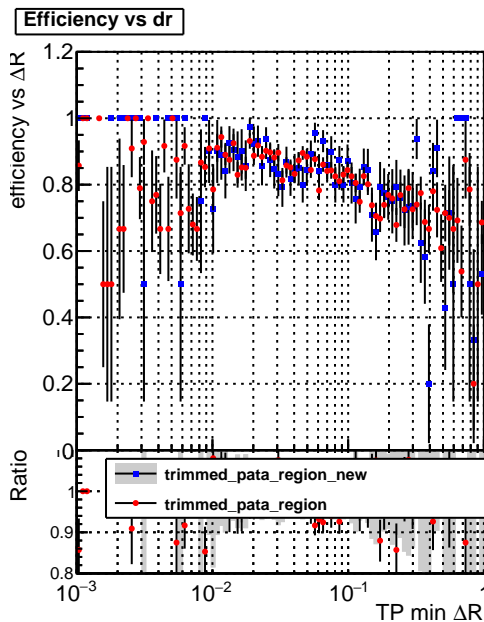 Efficiency vs dr
efficiency vs ΔR
1.2
1
0.8
0.6
0.4
0.2
0
Ratio
trimmed_pata_region_new
trimmed_pata_region
1
0.9
0.8
10⁻³ 10⁻² 10⁻¹ 1
TP min ΔR